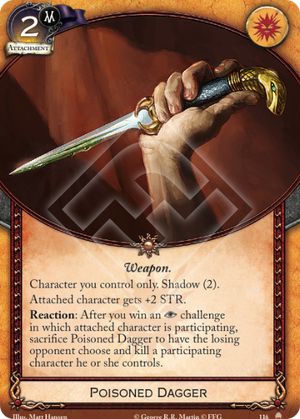 2
ATTACHMENT
Weapon.
Character you control only. Shadow (2).
Attached character gets +2 STR.
Reaction: After you win an challenge
in which attached character is participating,
sacrifice Poisoned Dagger to have the losing
opponent choose and kill a participating
character he or she controls.
POISONED DAGGER
Illus. Mart Hansen © George R.R. Martin © FFG 116